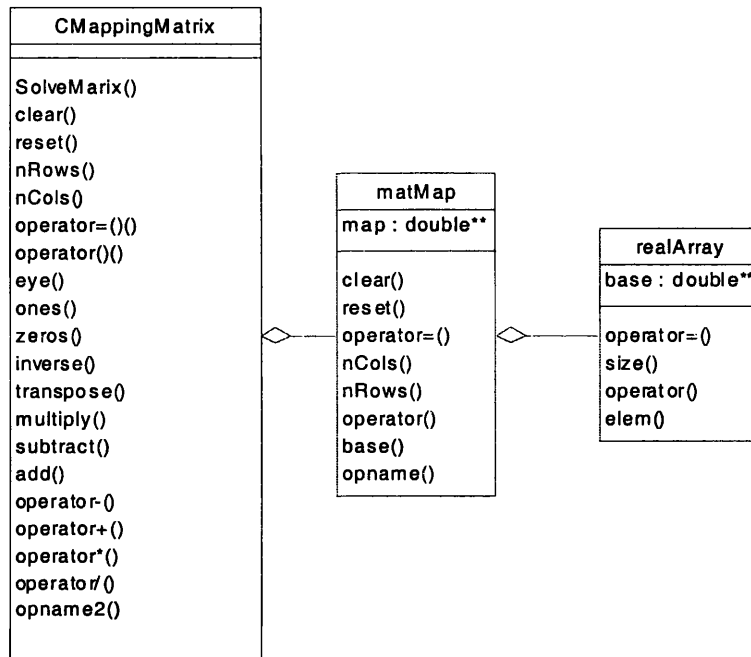 CMappingMatrix
SolveMarix()
clear()
reset()
nRows()
nCols()
operator=()()
operator()()
eye()
ones()
zeros()
inverse()
transpose()
multiply()
subtract()
add()
operator-()
operator+()
operator*()
operator/()
opname2()
matMap
map : double**
clear()
reset()
operator=()
nCols()
nRows()
operator()
base()
opname()
realArray
base : double**
operator=()
size()
operator()
elem()